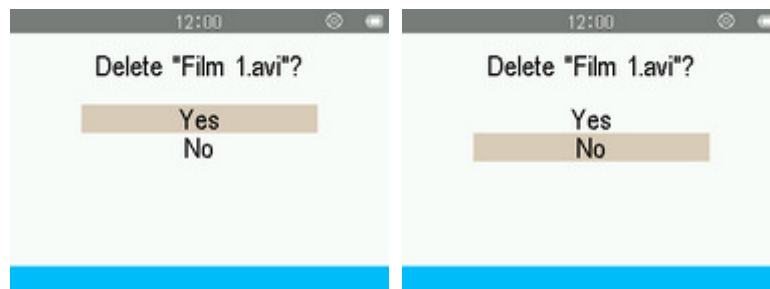 12:00
Delete "Film 1.avi"?
Yes
No
12:00
Delete "Film 1.avi"?
Yes
No